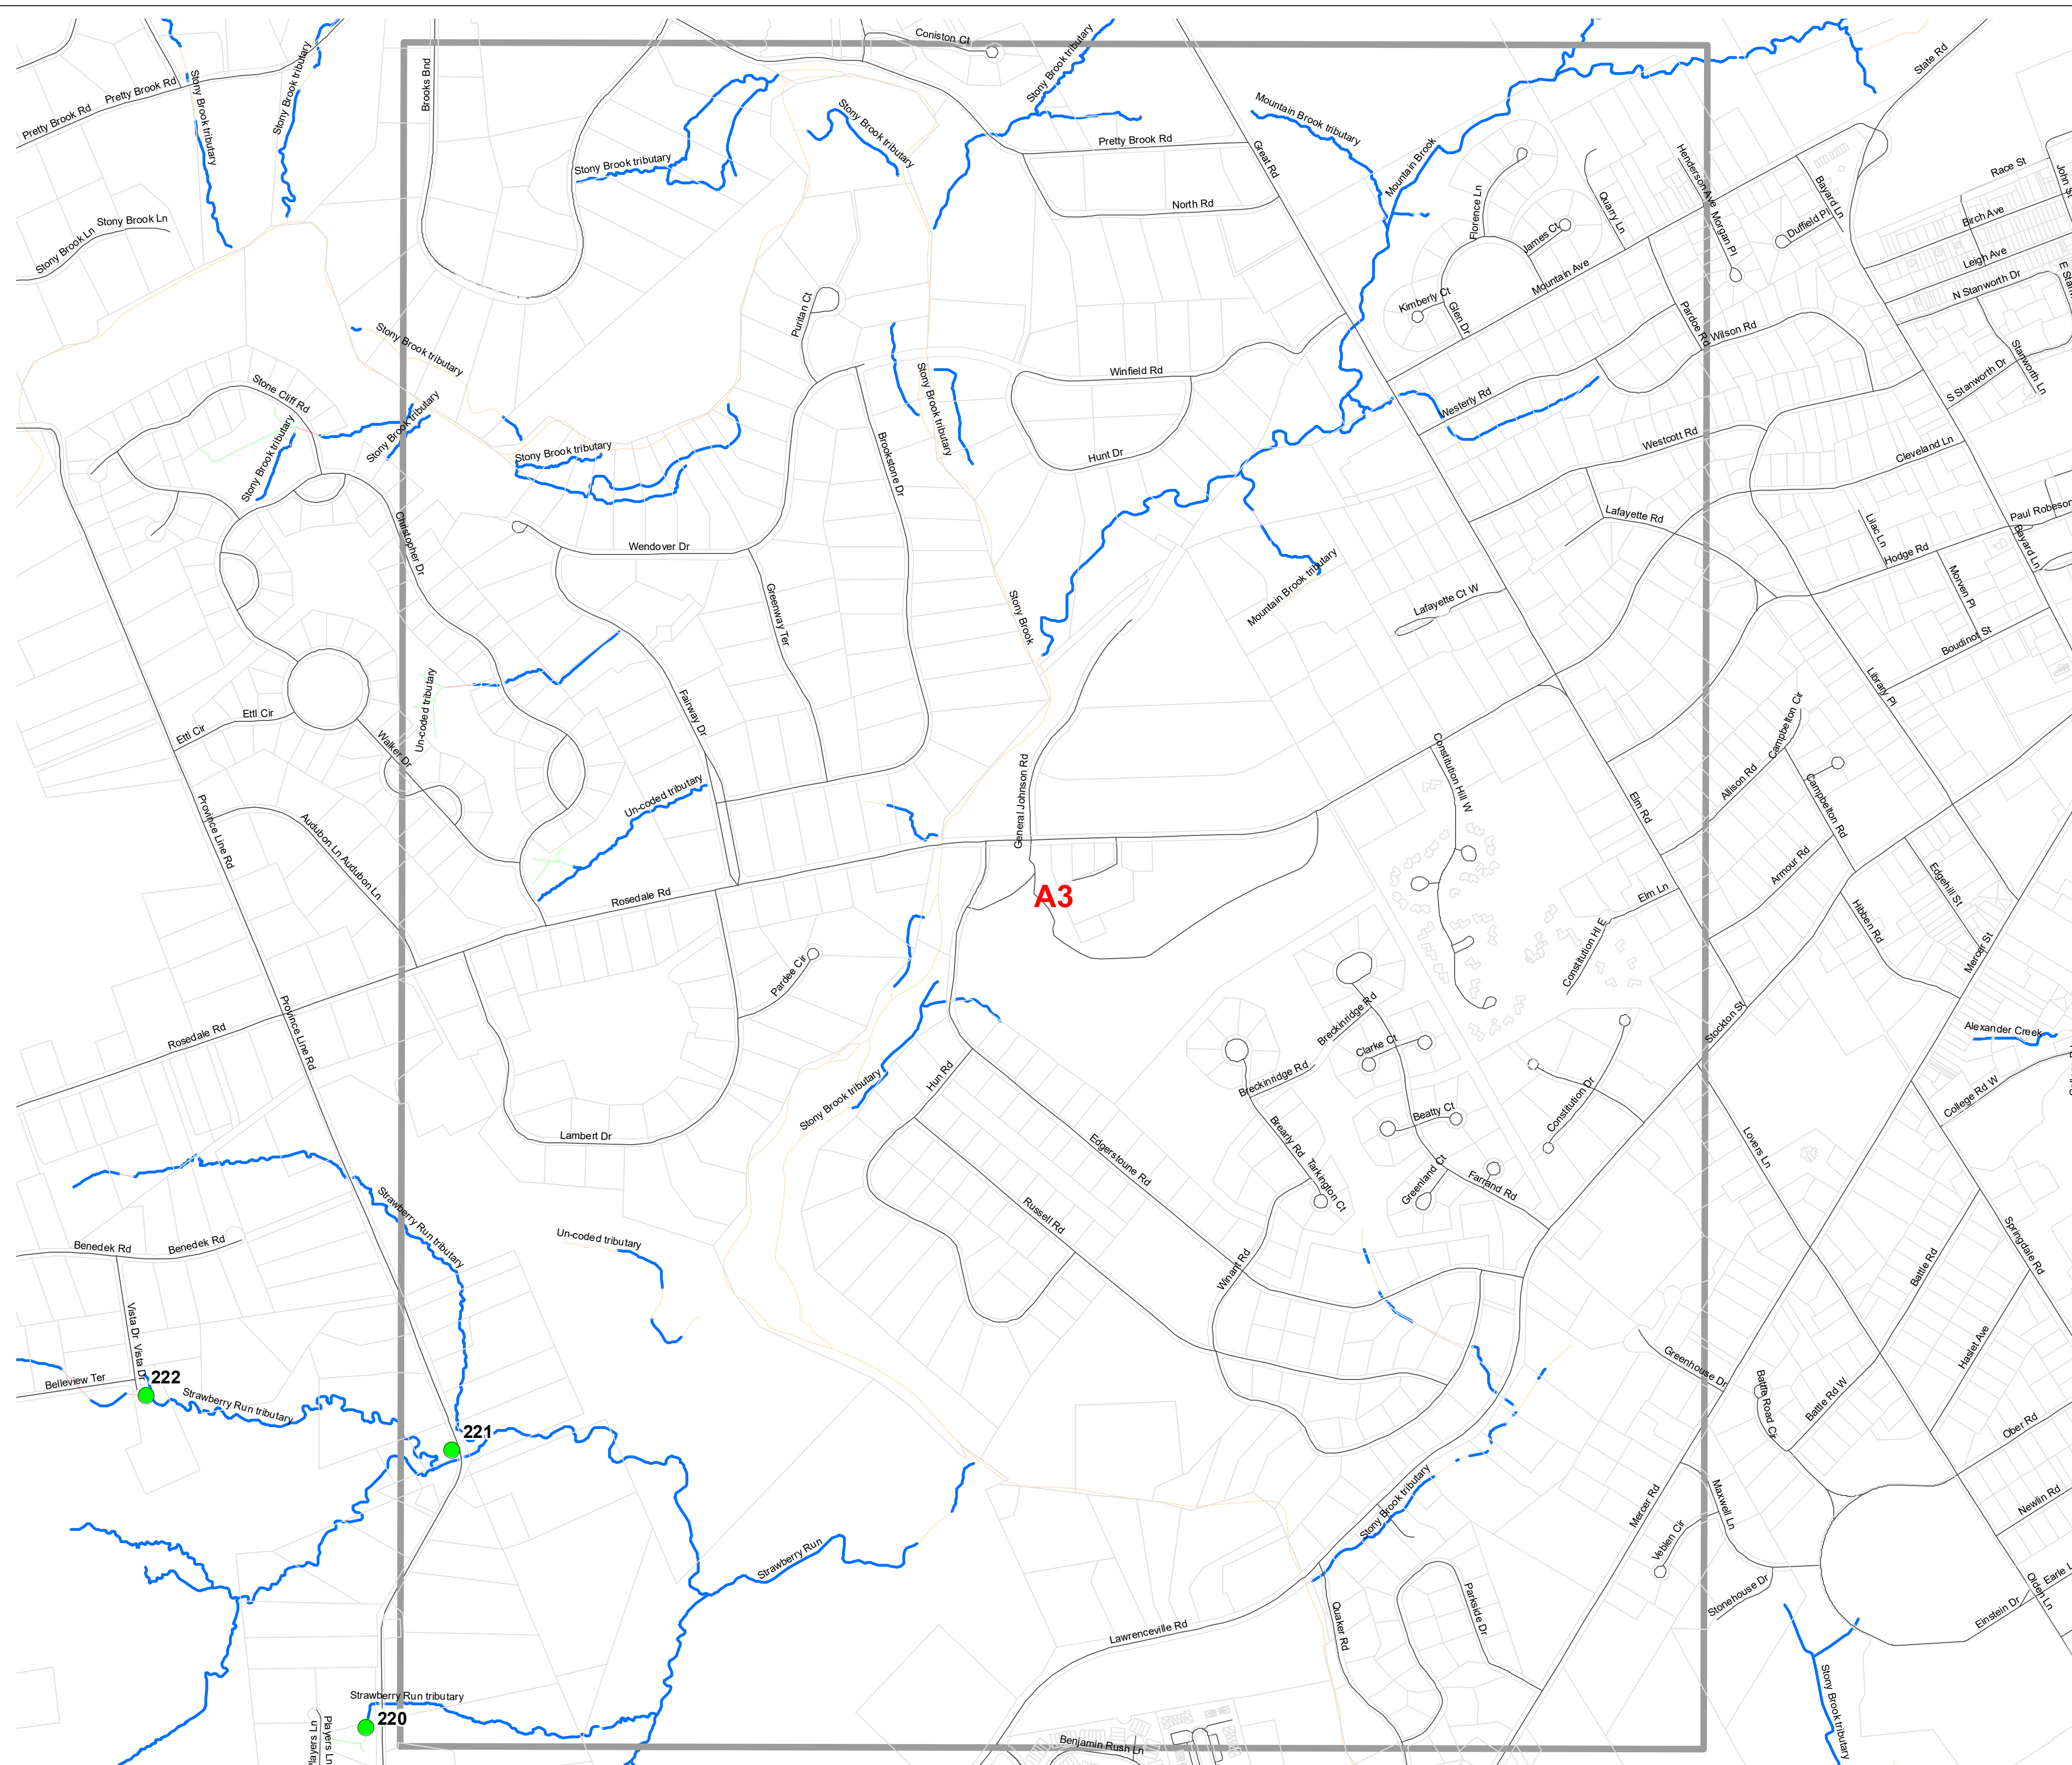 Coniston Ct
State Rd
Stony Brook tributary
Brooks Bnd
Stony Brook tributary
Stony Brook tributary
Pretty Brook Rd
Pretty Brook Rd
Stony Brook tributary
Mountain Brook tributary
Mountain Brook
Pretty Brook Rd
Great Rd
Stony Brook tributary
Henderson Ave
Race St
John St
Bayard Ln
Florence Ln
Quarry Ln
North Rd
Morgan Pl
Birch Ave
Duffield Pl
Stony Brook Ln
Stony Brook Ln
James Ct
Leigh Ave
Mountain Ave
N Stanworth Dr
Kimberly Ct
Glen Dr
Puritan Ct
Pardoe Rd
Wilson Rd
Stony Brook tributary
Stanworth Ln
S Stanworth Dr
Winfield Rd
Stone Cliff Rd
Stony Brook tributary
Stony Brook tributary
Westerly Rd
Westcott Rd
Cleveland Ln
Stony Brook tributary
Stony Brook tributary
Brookstone Dr
Hunt Dr
Lafayette Rd
Lilac Ln
Paul Robeson
Bayard Ln
Hodge Rd
Christopher Dr
Wendover Dr
Mountain Brook tributary
Morven Pl
Greenway Ter
Stony Brook
Lafayette Ct W
Boudinot St
Library Pl
Un-coded tributary
Fairway Dr
Ettl Cir
Ettl Cir
Walker Dr
Campbelton Cir
Constitution Hill W
General Johnson Rd
Un-coded tributary
Elm Rd
Allison Rd
Campbelton Rd
Province Line Rd
Audubon Ln
Audubon Ln
Armour Rd
Edgehill St
A3
Rosedale Rd
Elm Ln
Hibben Rd
Constitution Hl E
Mercer St
Pardee Cir
Province Line Rd
Rosedale Rd
Breckinridge Rd
Stockton St
Alexander Creek
Clarke Ct
Hun Rd
Breckinridge Rd
Constitution Dr
College Rd W
Stony Brook tributary
Beatty Ct
Lambert Dr
Edgerstoune Rd
Brearly Rd
Tarkington Ct
Lovers Ln
Greenland Ct
Farrand Rd
Russell Rd
Strawberry Run tributary
Springdale Rd
Benedek Rd
Benedek Rd
Un-coded tributary
Winant Rd
Battle Rd
Vista Dr
Vista Dr
Haslet Ave
Greenhouse Dr
222
Belleview Ter
Strawberry Run tributary
Battle Road Cir
Battle Rd W
221
Ober Rd
Stony Brook tributary
Mercer Rd
Maxwell Ln
Newlin Rd
Veblen Cir
Strawberry Run
Earle L
Olden Ln
Stonehouse Dr
Einstein Dr
Parkside Dr
Quaker Rd
Lawrenceville Rd
Strawberry Run tributary
220
Players Ln
Players Ln
Benjamin Rush Ln
Stony Brook tributary